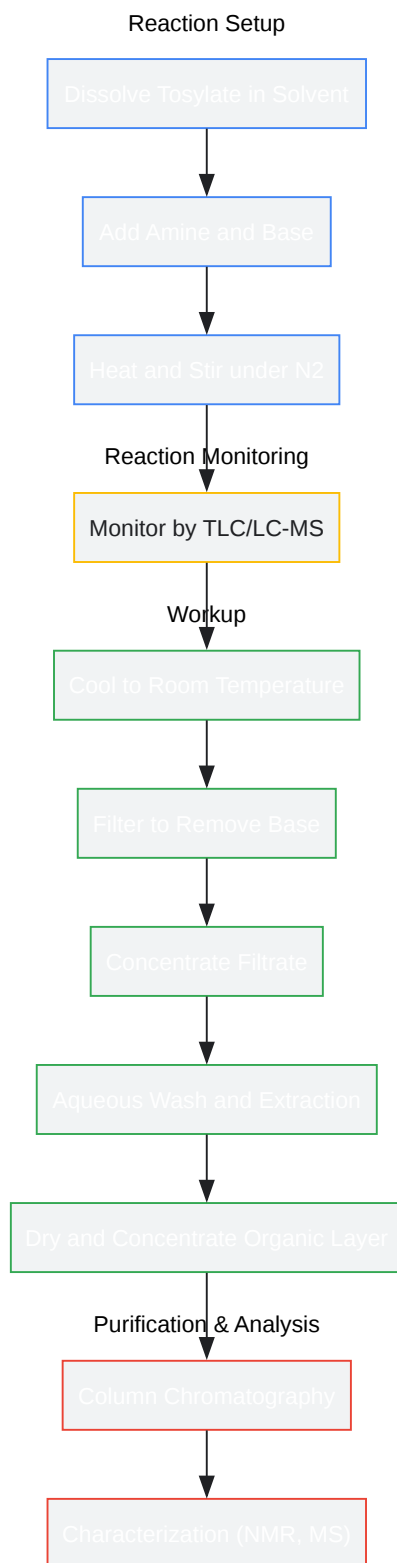 Reaction Setup
Dissolve Tosylate in Solvent
Add Amine and Base
Heat and Stir under N2
Reaction Monitoring
Monitor by TLC/LC-MS
Workup
Cool to Room Temperature
Filter to Remove Base
Concentrate Filtrate
Aqueous Wash and Extraction
Dry and Concentrate Organic Layer
Purification & Analysis
Column Chromatography
Characterization (NMR, MS)